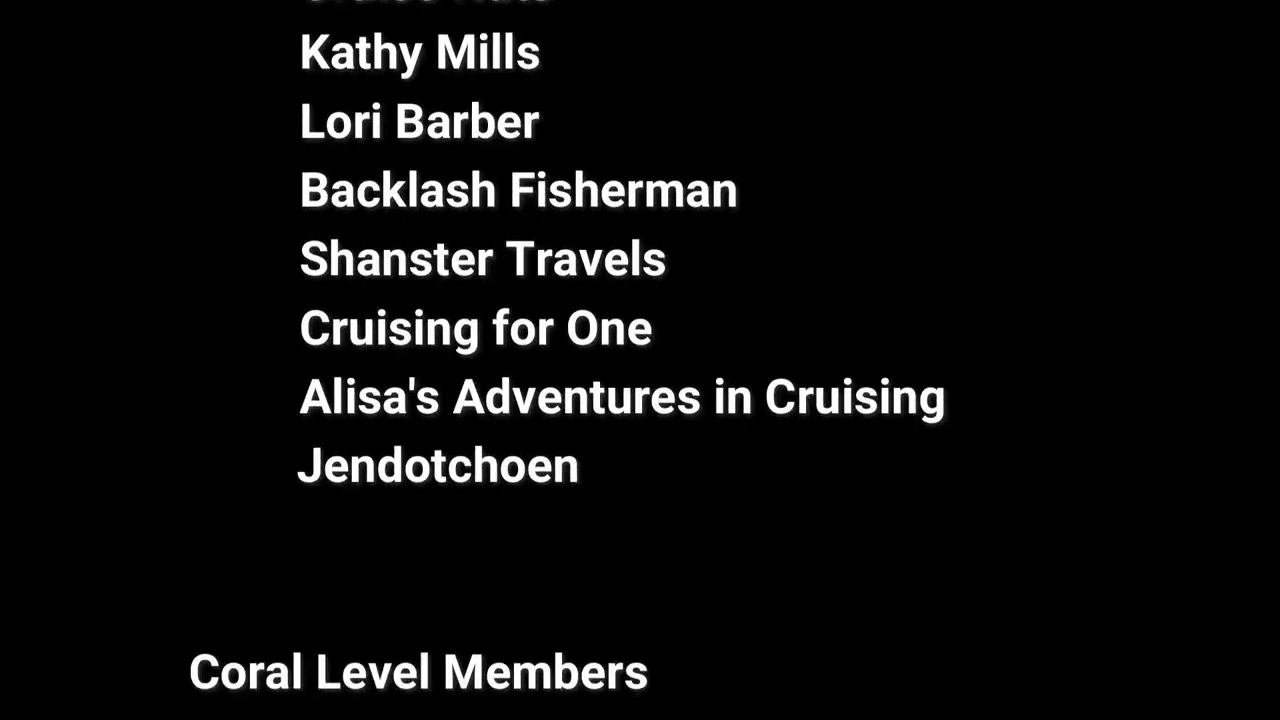 Kathy Mills
Lori Barber
Backlash Fisherman
Shanster Travels
Cruising for One
Alisa's Adventures in Cruising
Jendotchoen
Coral Level Members